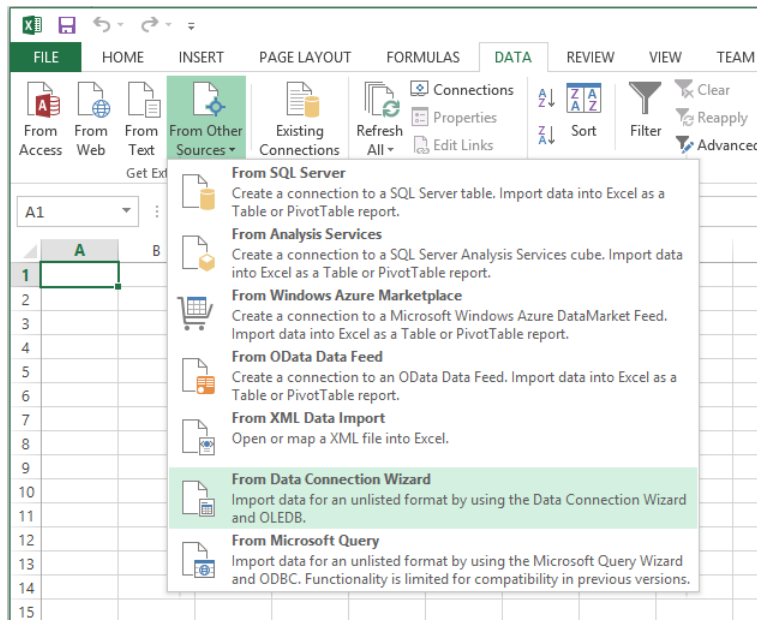 FILE HOME INSERT PAGE LAYOUT FORMULAS DATA REVIEW VIEW TEAM
From Access
From Web
From Text
From Other Sources
Existing Connections
Refresh All
Connections
Properties
Edit Links
A Z
Z A
Z A A Z
Sort
Filter
Clear
Reapply
Advanced
Get
A1
From SQL Server
Create a connection to a SQL Server table. Import data into Excel as a
Table or PivotTable report.
From Analysis Services
Create a connection to a SQL Server Analysis Services cube. Import data
into Excel as a Table or PivotTable report.
From Windows Azure Marketplace
Create a connection to a Microsoft Windows Azure DataMarket Feed.
Import data into Excel as a Table or PivotTable report.
From OData Data Feed
Create a connection to an OData Data Feed. Import data into Excel as a
Table or PivotTable report.
From XML Data Import
Open or map a XML file into Excel.
From Data Connection Wizard
Import data for an unlisted format by using the Data Connection Wizard
and OLEDB.
From Microsoft Query
Import data for an unlisted format by using the Microsoft Query Wizard
and ODBC. Functionality is limited for compatibility in previous versions.
A B
1
2
3
4
5
6
7
8
9
10
11
12
13
14
15